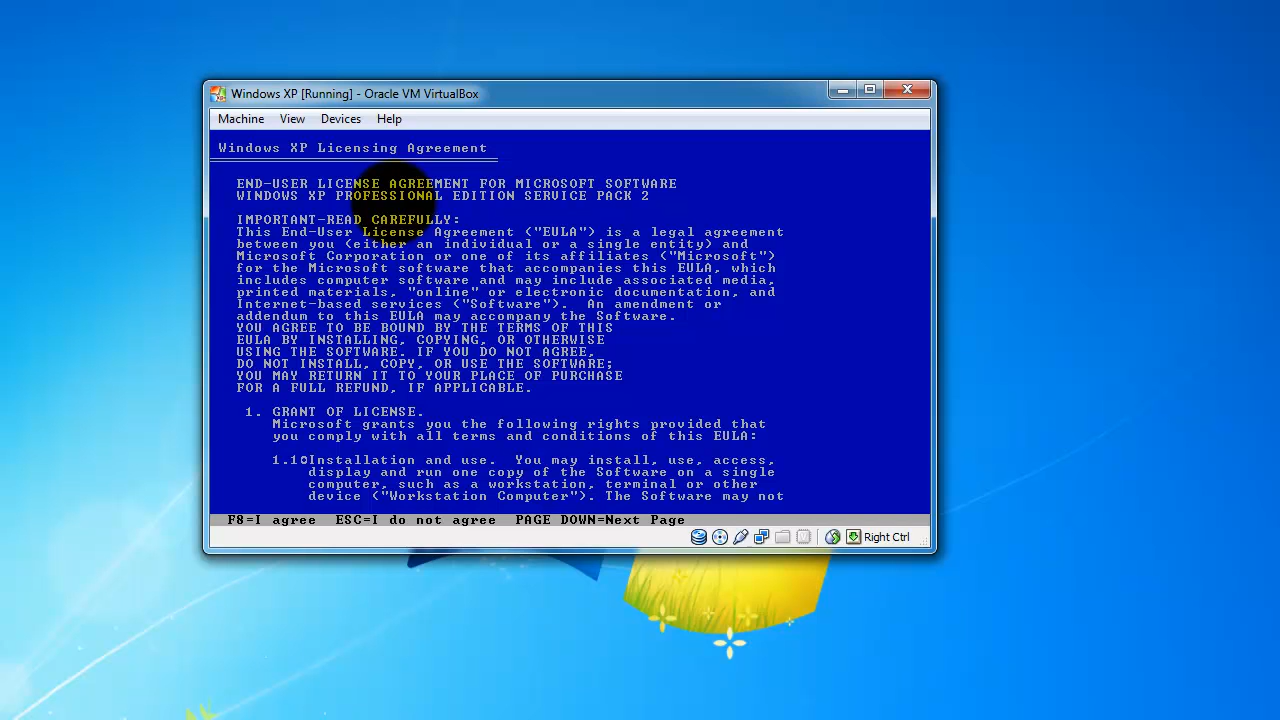 Windows XP [Running] - Oracle VM VirtualBox
Machine View Devices Help
Windows XP Licensing Agreement
END-USER LICENSE AGREEMENT FOR MICROSOFT SOFTWARE
WINDOWS XP PROFESSIONAL EDITION SERVICE PACK 2
IMPORTANT-READ CAREFULLY:
This End-User License Agreement ("EULA") is a legal agreement
between you (either an individual or a single entity) and
Microsoft Corporation or one of its affiliates ("Microsoft")
for the Microsoft software that accompanies this EULA, which
includes computer software and may include associated media,
printed materials, "online" or electronic documentation, and
Internet-based services ("Software"). An amendment or
addendum to this EULA may accompany the Software.
YOU AGREE TO BE BOUND BY THE TERMS OF THIS
EULA BY INSTALLING, COPYING, OR OTHERWISE
USING THE SOFTWARE. IF YOU DO NOT AGREE,
DO NOT INSTALL, COPY, OR USE THE SOFTWARE;
YOU MAY RETURN IT TO YOUR PLACE OF PURCHASE
FOR A FULL REFUND, IF APPLICABLE.
1. GRANT OF LICENSE.
Microsoft grants you the following rights provided that
you comply with all terms and conditions of this EULA:
1.1 Installation and use. You may install, use, access,
display and run one copy of the Software on a single
computer, such as a workstation, terminal or other
device ("Workstation Computer"). The Software may not
F8=I agree ESC=I do not agree PAGE DOWN=Next Page
Right Ctrl